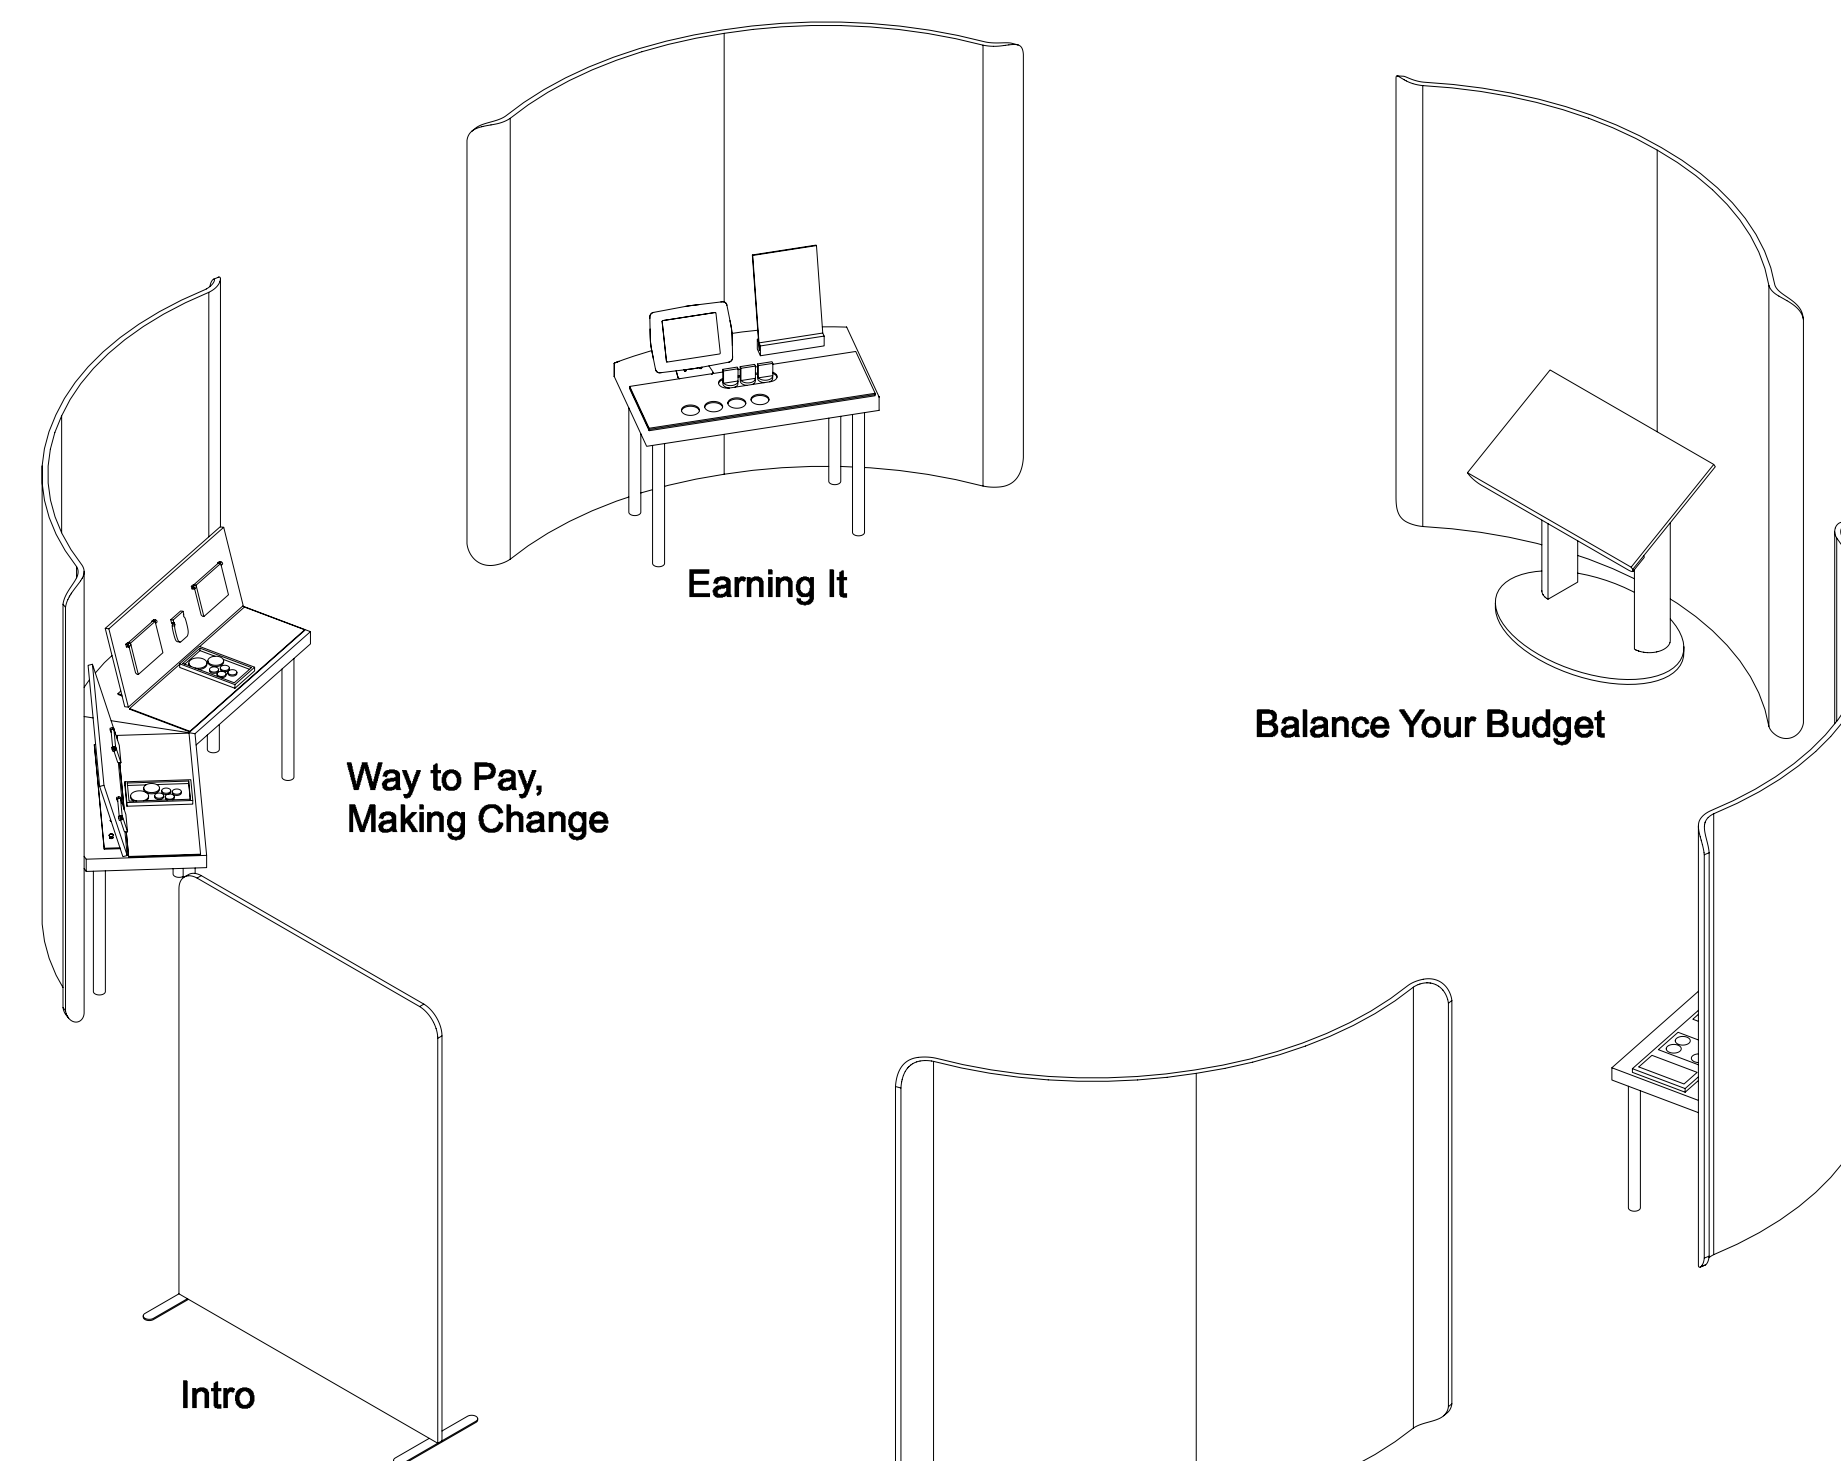 Earning It
Balance Your Budget
Way to Pay,
Making Change
Intro